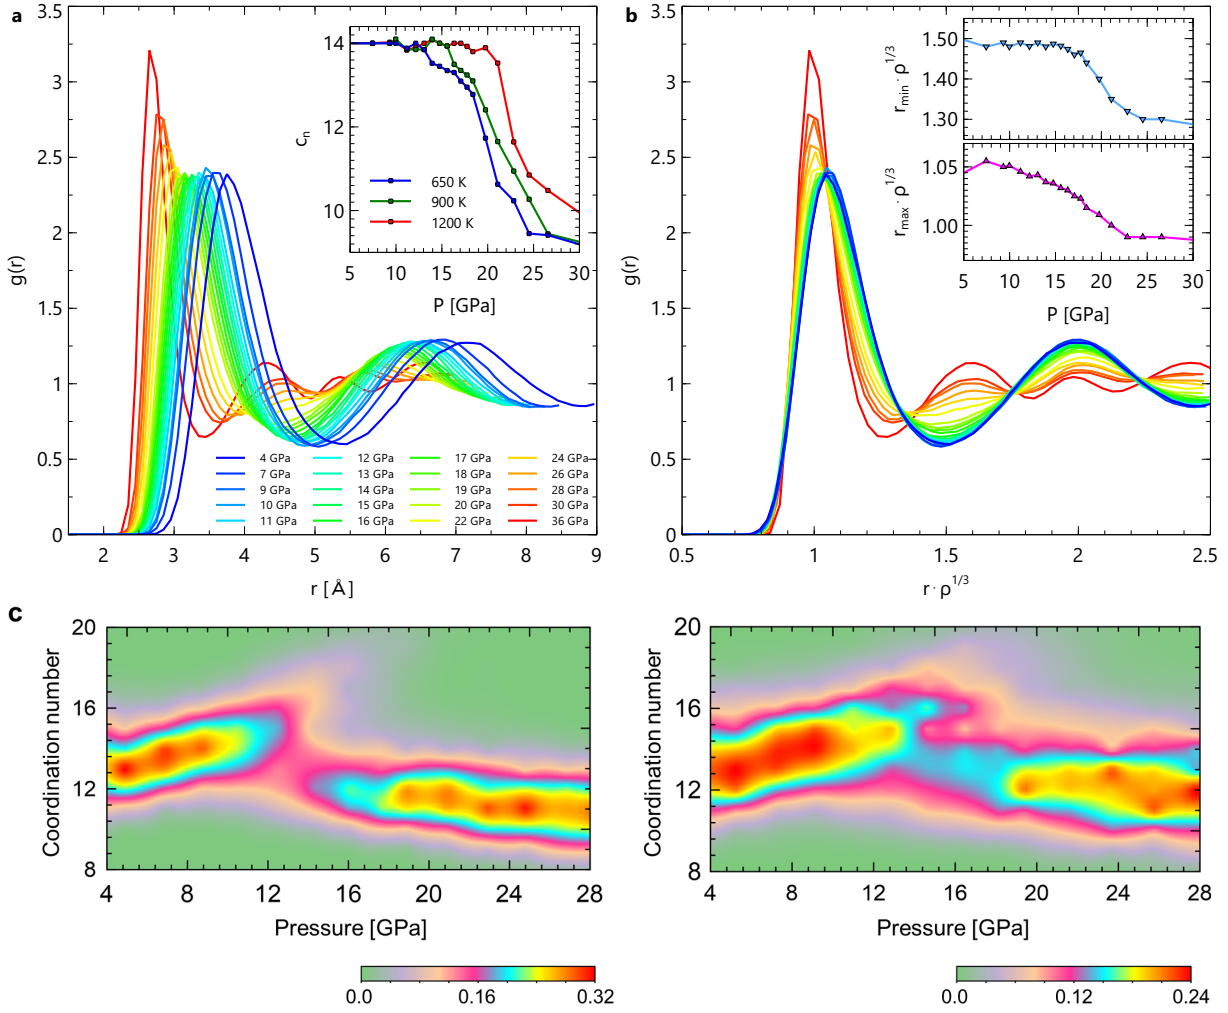 a
3.5
3
2.5
2
1.5
1
0.5
0
g(r)
2 3 4 5 6 7 8 9
r [Å]
14
12
10
cn
5 10 15 20 25 30
P [GPa]
650 K
900 K
1200 K
4 GPa 12 GPa 17 GPa 24 GPa
7 GPa 13 GPa 18 GPa 26 GPa
9 GPa 14 GPa 19 GPa 28 GPa
10 GPa 15 GPa 20 GPa 30 GPa
11 GPa 16 GPa 22 GPa 36 GPa
b
3.5
3
2.5
2
1.5
1
0.5
0
g(r)
0.5 1 1.5 2 2.5
r · ρ^1/3
1.50
1.40
1.30
rmin · ρ^1/3
1.05
1.00
rmax · ρ^1/3
5 10 15 20 25 30
P [GPa]
c
20
16
12
8
Coordination number
4 8 12 16 20 24 28
Pressure [GPa]
0.0 0.16 0.32
20
16
12
8
Coordination number
4 8 12 16 20 24 28
Pressure [GPa]
0.0 0.12 0.24